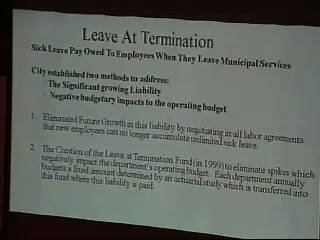 Leave At Termination
Sick Leave Pay Owed To Employees When They Leave Municipal Services
City established two methods to address:
The Significant growing Liability
Negative budgetary impacts to the operating budget
1. Eliminated Future Growth in this liability by negotiating in all labor agreements
that new employees can no longer accumulate unlimited sick leave.
2. The Creation of the Leave at Termination Fund (in 1999) to eliminate spikes which
negatively impact the department's operating budget. Each department annually
budgets a fixed amount determined by an actuarial study which is transferred into
this fund where this liability is paid.